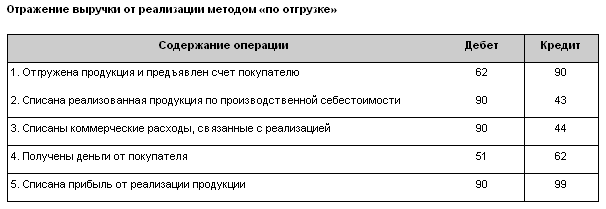 Отражение выручки от реализации методом «по отгрузке»
Содержание операции Дебет Кредит
1. Отгружена продукция и предъявлен счет покупателю 62 90
2. Списана реализованная продукция по производственной себестоимости 90 43
3. Списаны коммерческие расходы, связанные с реализацией 90 44
4. Получены деньги от покупателя 51 62
5. Списана прибыль от реализации продукции 90 99